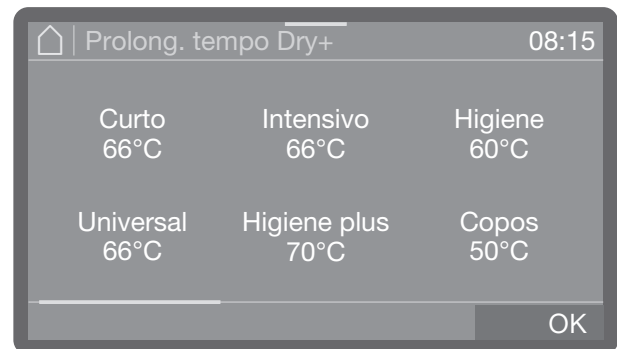 Prolong. tempo Dry+ 08:15
Curto Intensivo Higiene
66°C 66°C 60°C
Universal Higiene plus Copos
66°C 70°C 50°C
OK